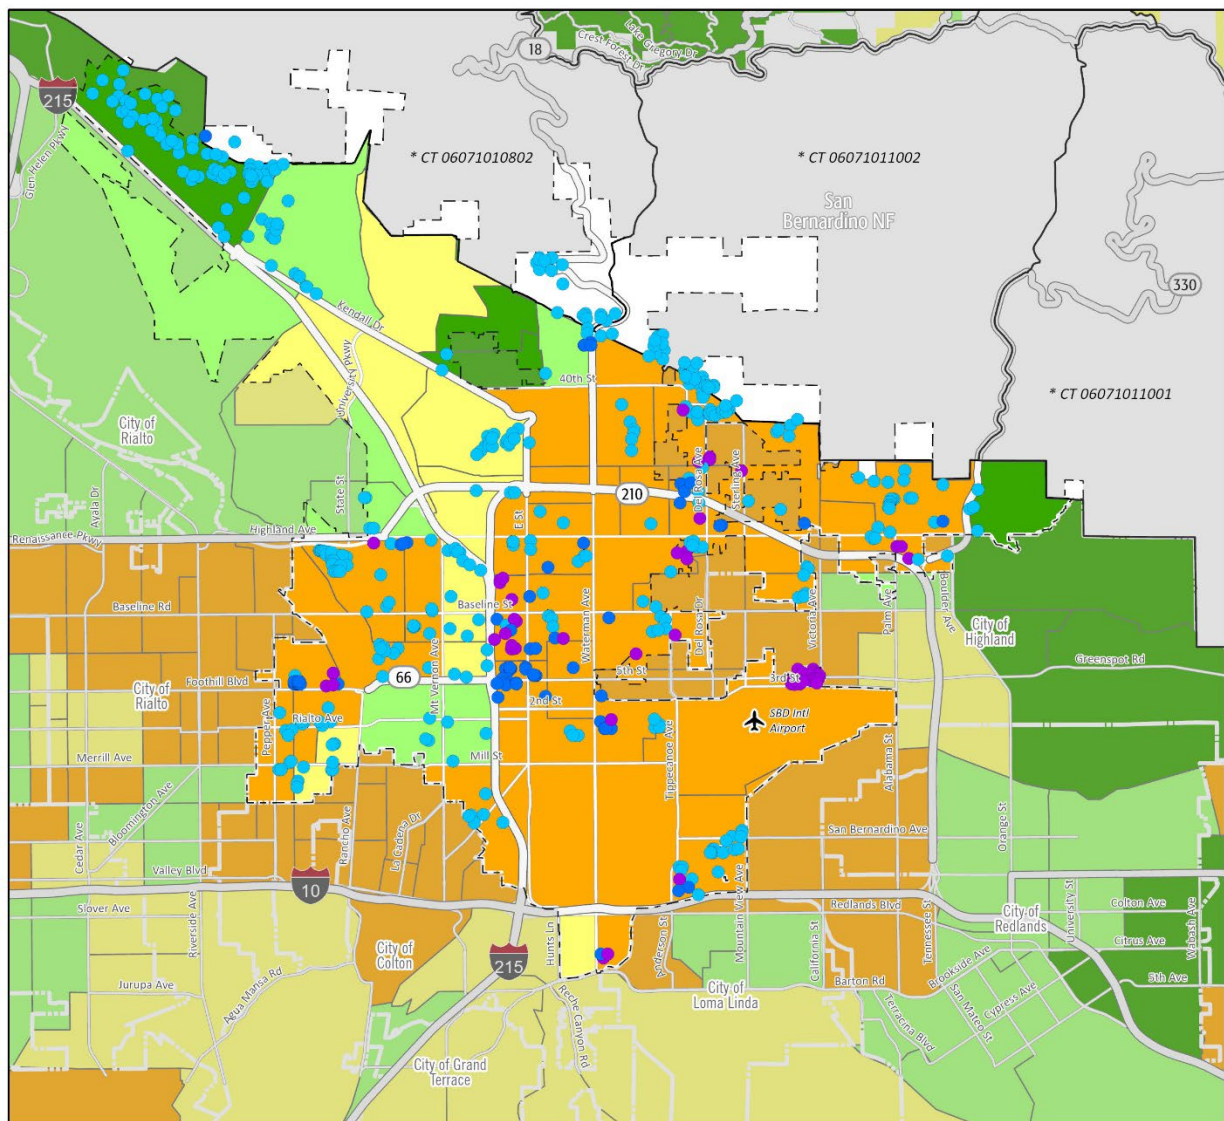 18
Crest Forest Dr
Lake Gregory Dr
215
Glen Helen Pkwy
* CT 06071010802
* CT 06071011002
San
Bernardino NF
330
Kendall Dr
University Pkwy
40th St
* CT 06071011001
City of
Rialto
State St
Ayala Dr
Del Rosa Ave
Sterling Ave
210
E St
Highland Ave
Renaissance Pkwy
Baseline Rd
Baseline St
Waterman Ave
Del Rosa Dr
Victoria Ave
Palm Ave
Boulder Ave
City of
Highland
Greenspot Rd
Mt Vernon Ave
5th St
3rd St
City of
Rialto
Foothill Blvd
66
2nd St
Pepper Ave
Rialto Ave
SBD Intl
Airport
Merrill Ave
Mill St
Tippecanoe Ave
Alabama St
Cedar Ave
Bloomington Ave
Rancho Ave
La Cadena Dr
San Bernardino Ave
Orange St
Valley Blvd
10
Mountain View Ave
Slover Ave
Riverside Ave
Redlands Blvd
Tennessee St
City of
Redlands
University St
Colton Ave
Wabash Ave
Citrus Ave
5th Ave
City of
Colton
Hunts Ln
215
Anderson St
California St
Brookside Ave
Jurupa Ave
Agua Mansa Rd
City of
Loma Linda
Barton Rd
San Mateo St
Cypress Ave
Terracina Blvd
Reche Canyon Rd
City of Grand
Terrace